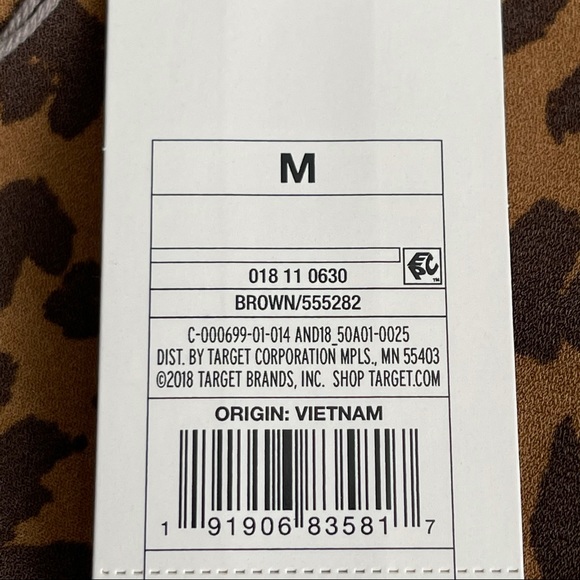 M
018 11 0630
BROWN/555282
C-000699-01-014 AND18_50A01-0025
DIST. BY TARGET CORPORATION MPLS., MN 55403
©2018 TARGET BRANDS, INC. SHOP TARGET.COM
ORIGIN: VIETNAM
1 91906 83581 7